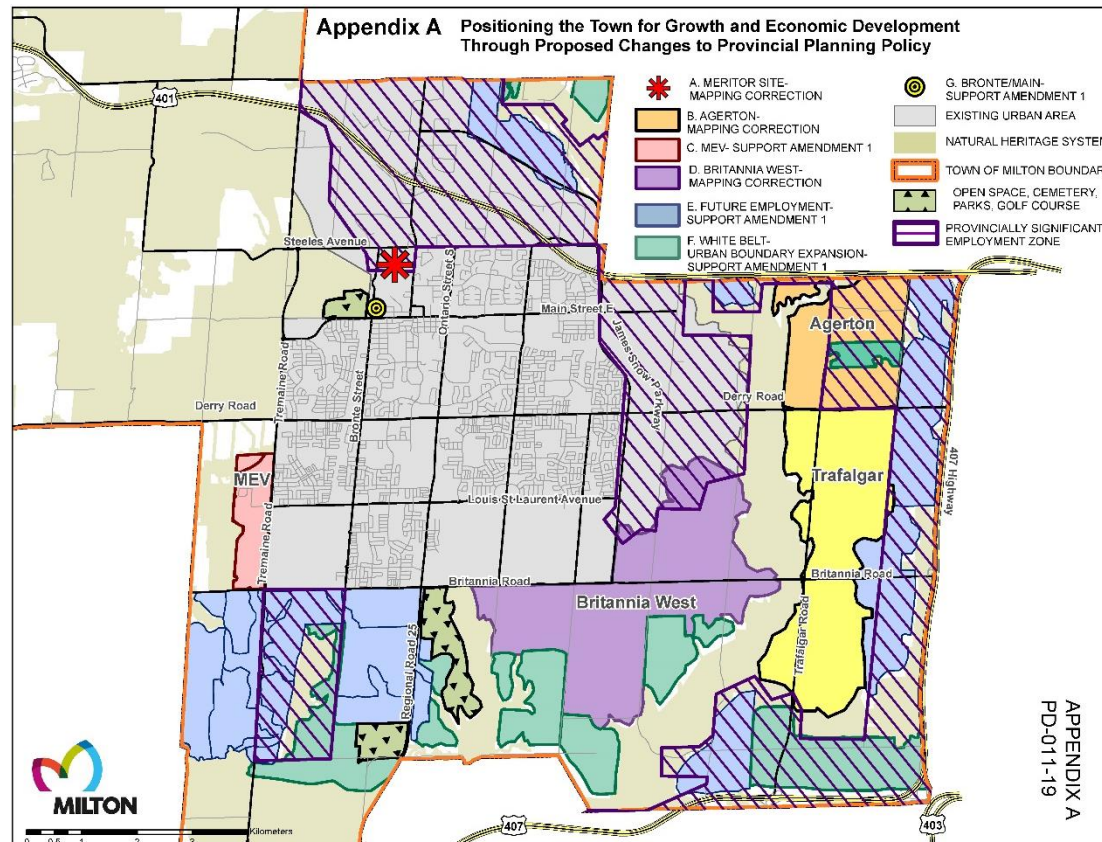 Appendix A
Positioning the Town for Growth and Economic Development
Through Proposed Changes to Provincial Planning Policy
A. MERITOR SITE-
MAPPING CORRECTION
B. AGERTON-
MAPPING CORRECTION
C. MEV- SUPPORT AMENDMENT 1
D. BRITANNIA WEST-
MAPPING CORRECTION
E. FUTURE EMPLOYMENT-
SUPPORT AMENDMENT 1
F. WHITE BELT-
URBAN BOUNDARY EXPANSION-
SUPPORT AMENDMENT 1
G. BRONTE/MAIN-
SUPPORT AMENDMENT 1
EXISTING URBAN AREA
NATURAL HERITAGE SYSTEM
TOWN OF MILTON BOUNDARY
OPEN SPACE, CEMETERY,
PARKS, GOLF COURSE
PROVINCIALLY SIGNIFICANT
EMPLOYMENT ZONE
401
Steeles Avenue
Ontario Street S
Main Street E
James Snow Parkway
Agerton
Tremaine Road
Bronte Street
Derry Road
Derry Road
407 Highway
MEV
Trafalgar
Louis St Laurent Avenue
Tremaine Road
Britannia Road
Britannia Road
Britannia West
Regional Road 25
Trafalgar Road
MILTON
Kilometers
0 0.5 1 2 3
407
403
APPENDIX A
PD-011-19